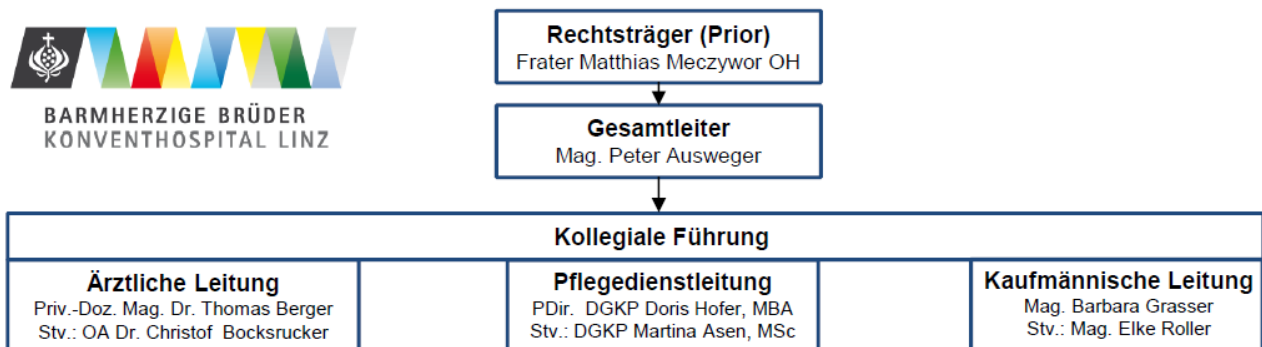 BARMHERZIGE BRÜDER
KONVENTHOSPITAL LINZ
Rechtsträger (Prior)
Frater Matthias Meczywor OH
Gesamtleiter
Mag. Peter Ausweger
Kollegiale Führung
Ärztliche Leitung
Priv.-Doz. Mag. Dr. Thomas Berger
Stv.: OA Dr. Christof Bocksrucker
Pflegedienstleitung
PDir. DGKP Doris Hofer, MBA
Stv.: DGKP Martina Asen, MSc
Kaufmännische Leitung
Mag. Barbara Grasser
Stv.: Mag. Elke Roller